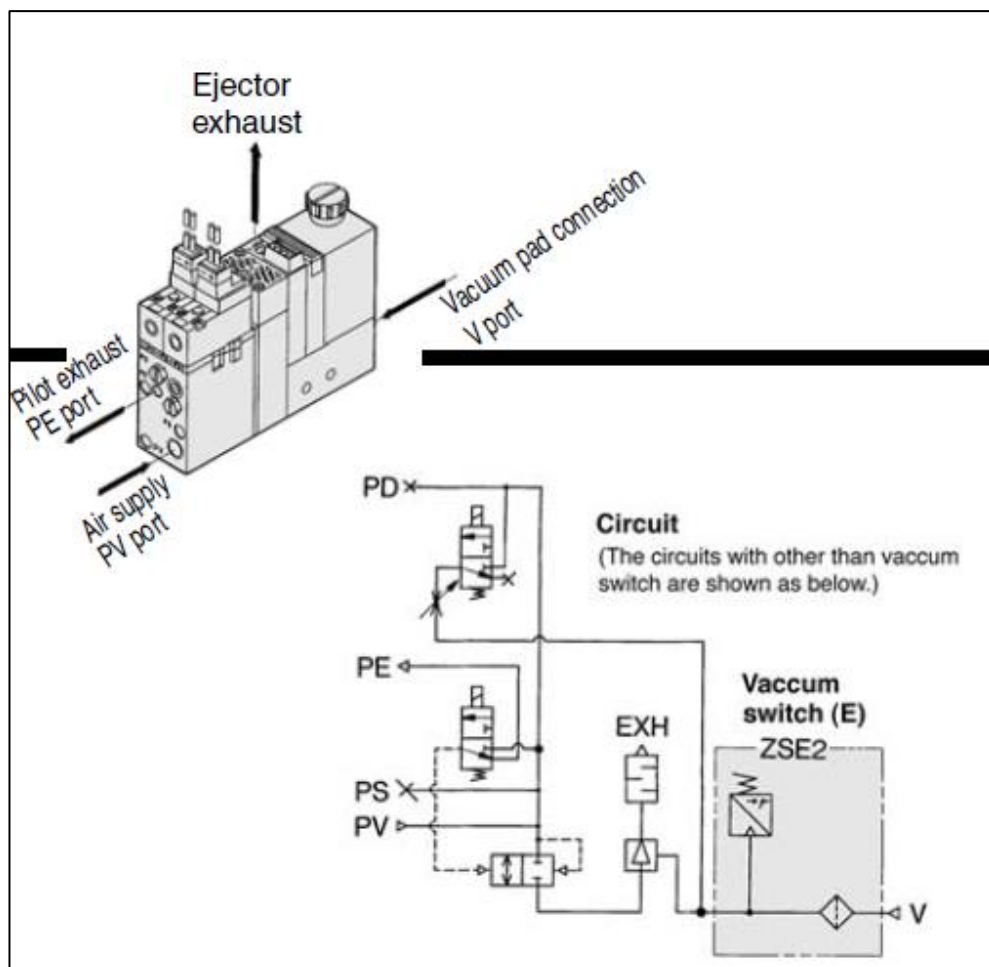 Ejector
exhaust
Vacuum pad connection
V port
Pilot exhaust
PE port
Air supply
PV port
PD
Circuit
(The circuits with other than vaccum
switch are shown as below.)
PE
Vaccum
switch (E)
EXH
ZSE2
PS
PV
V